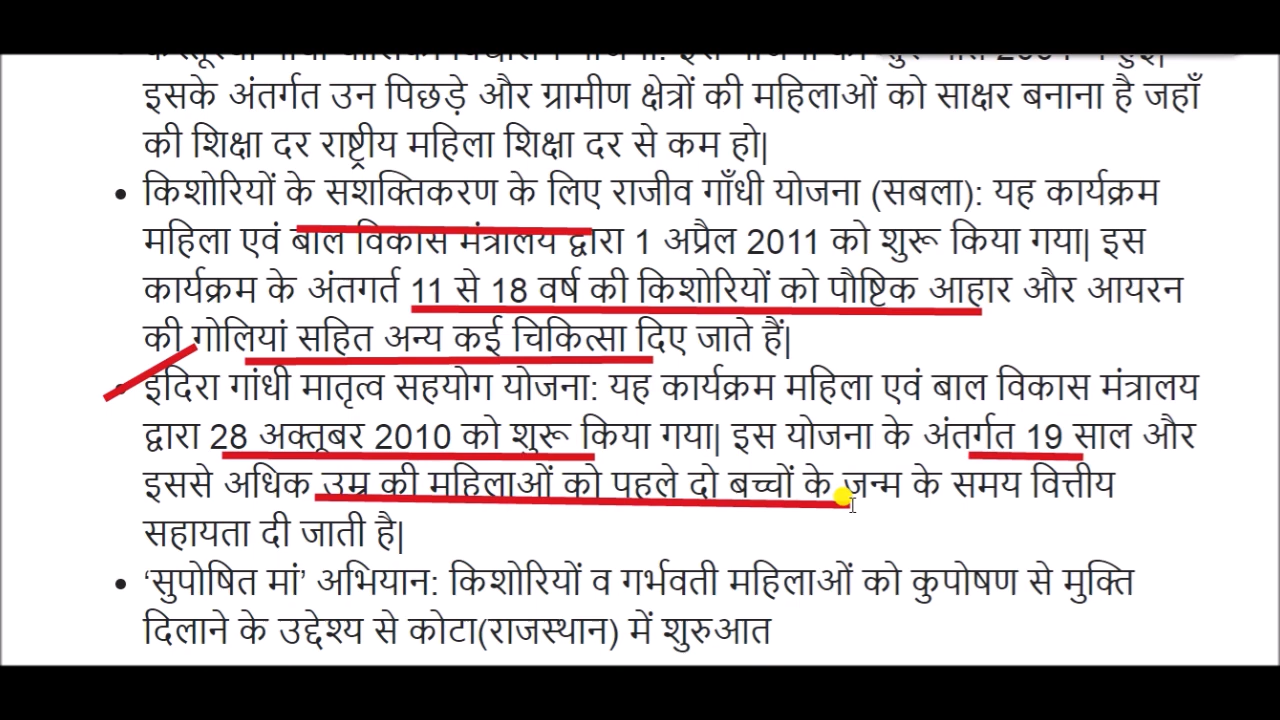 इसके अंतर्गत उन पिछड़े और ग्रामीण क्षेत्रों की महिलाओं को साक्षर बनाना है जहाँ
की शिक्षा दर राष्ट्रीय महिला शिक्षा दर से कम हो|
• किशोरियों के सशक्तिकरण के लिए राजीव गाँधी योजना (सबला): यह कार्यक्रम
महिला एवं बाल विकास मंत्रालय द्वारा 1 अप्रैल 2011 को शुरू किया गया| इस
कार्यक्रम के अंतगर्त 11 से 18 वर्ष की किशोरियों को पौष्टिक आहार और आयरन
की गोलियां सहित अन्य कई चिकित्सा दिए जाते हैं|
• इंदिरा गांधी मातृत्व सहयोग योजना: यह कार्यक्रम महिला एवं बाल विकास मंत्रालय
द्वारा 28 अक्तूबर 2010 को शुरू किया गया| इस योजना के अंतर्गत 19 साल और
इससे अधिक उम्र की महिलाओं को पहले दो बच्चों के जन्म के समय वित्तीय
सहायता दी जाती है|
• ‘सुपोषित मां’ अभियान: किशोरियों व गर्भवती महिलाओं को कुपोषण से मुक्ति
दिलाने के उद्देश्य से कोटा(राजस्थान) में शुरुआत